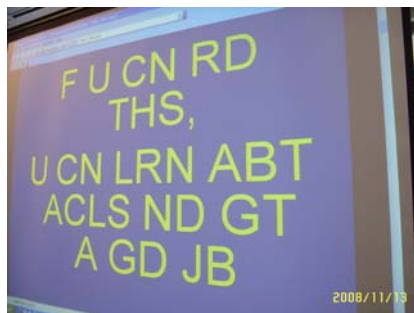 F U CN RD
THS,
U CN LRN ABT
ACLS ND GT
A GD JB
2008/11/13